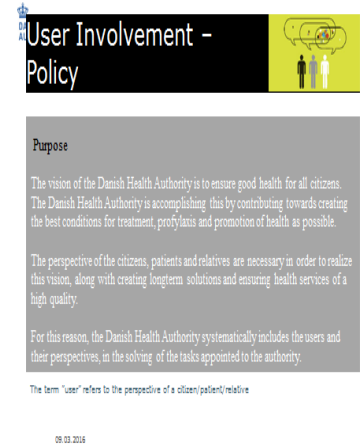 DA
AU
User Involvement –
Policy
Purpose
The vision of the Danish Health Authority is to ensure good health for all citizens.
The Danish Health Authority is accomplishing this by contributing towards creating
the best conditions for treatment, profylaxis and promotion of health as possible.
The perspective of the citizens, patients and relatives are necessary in order to realize
this vision, along with creating longterm solutions and ensuring health services of a
high quality.
For this reason, the Danish Health Authority systematically includes the users and
their perspectives, in the solving of the tasks appointed to the authority.
The term "user" refers to the perspective of a citizen/patient/relative
09.03.2016